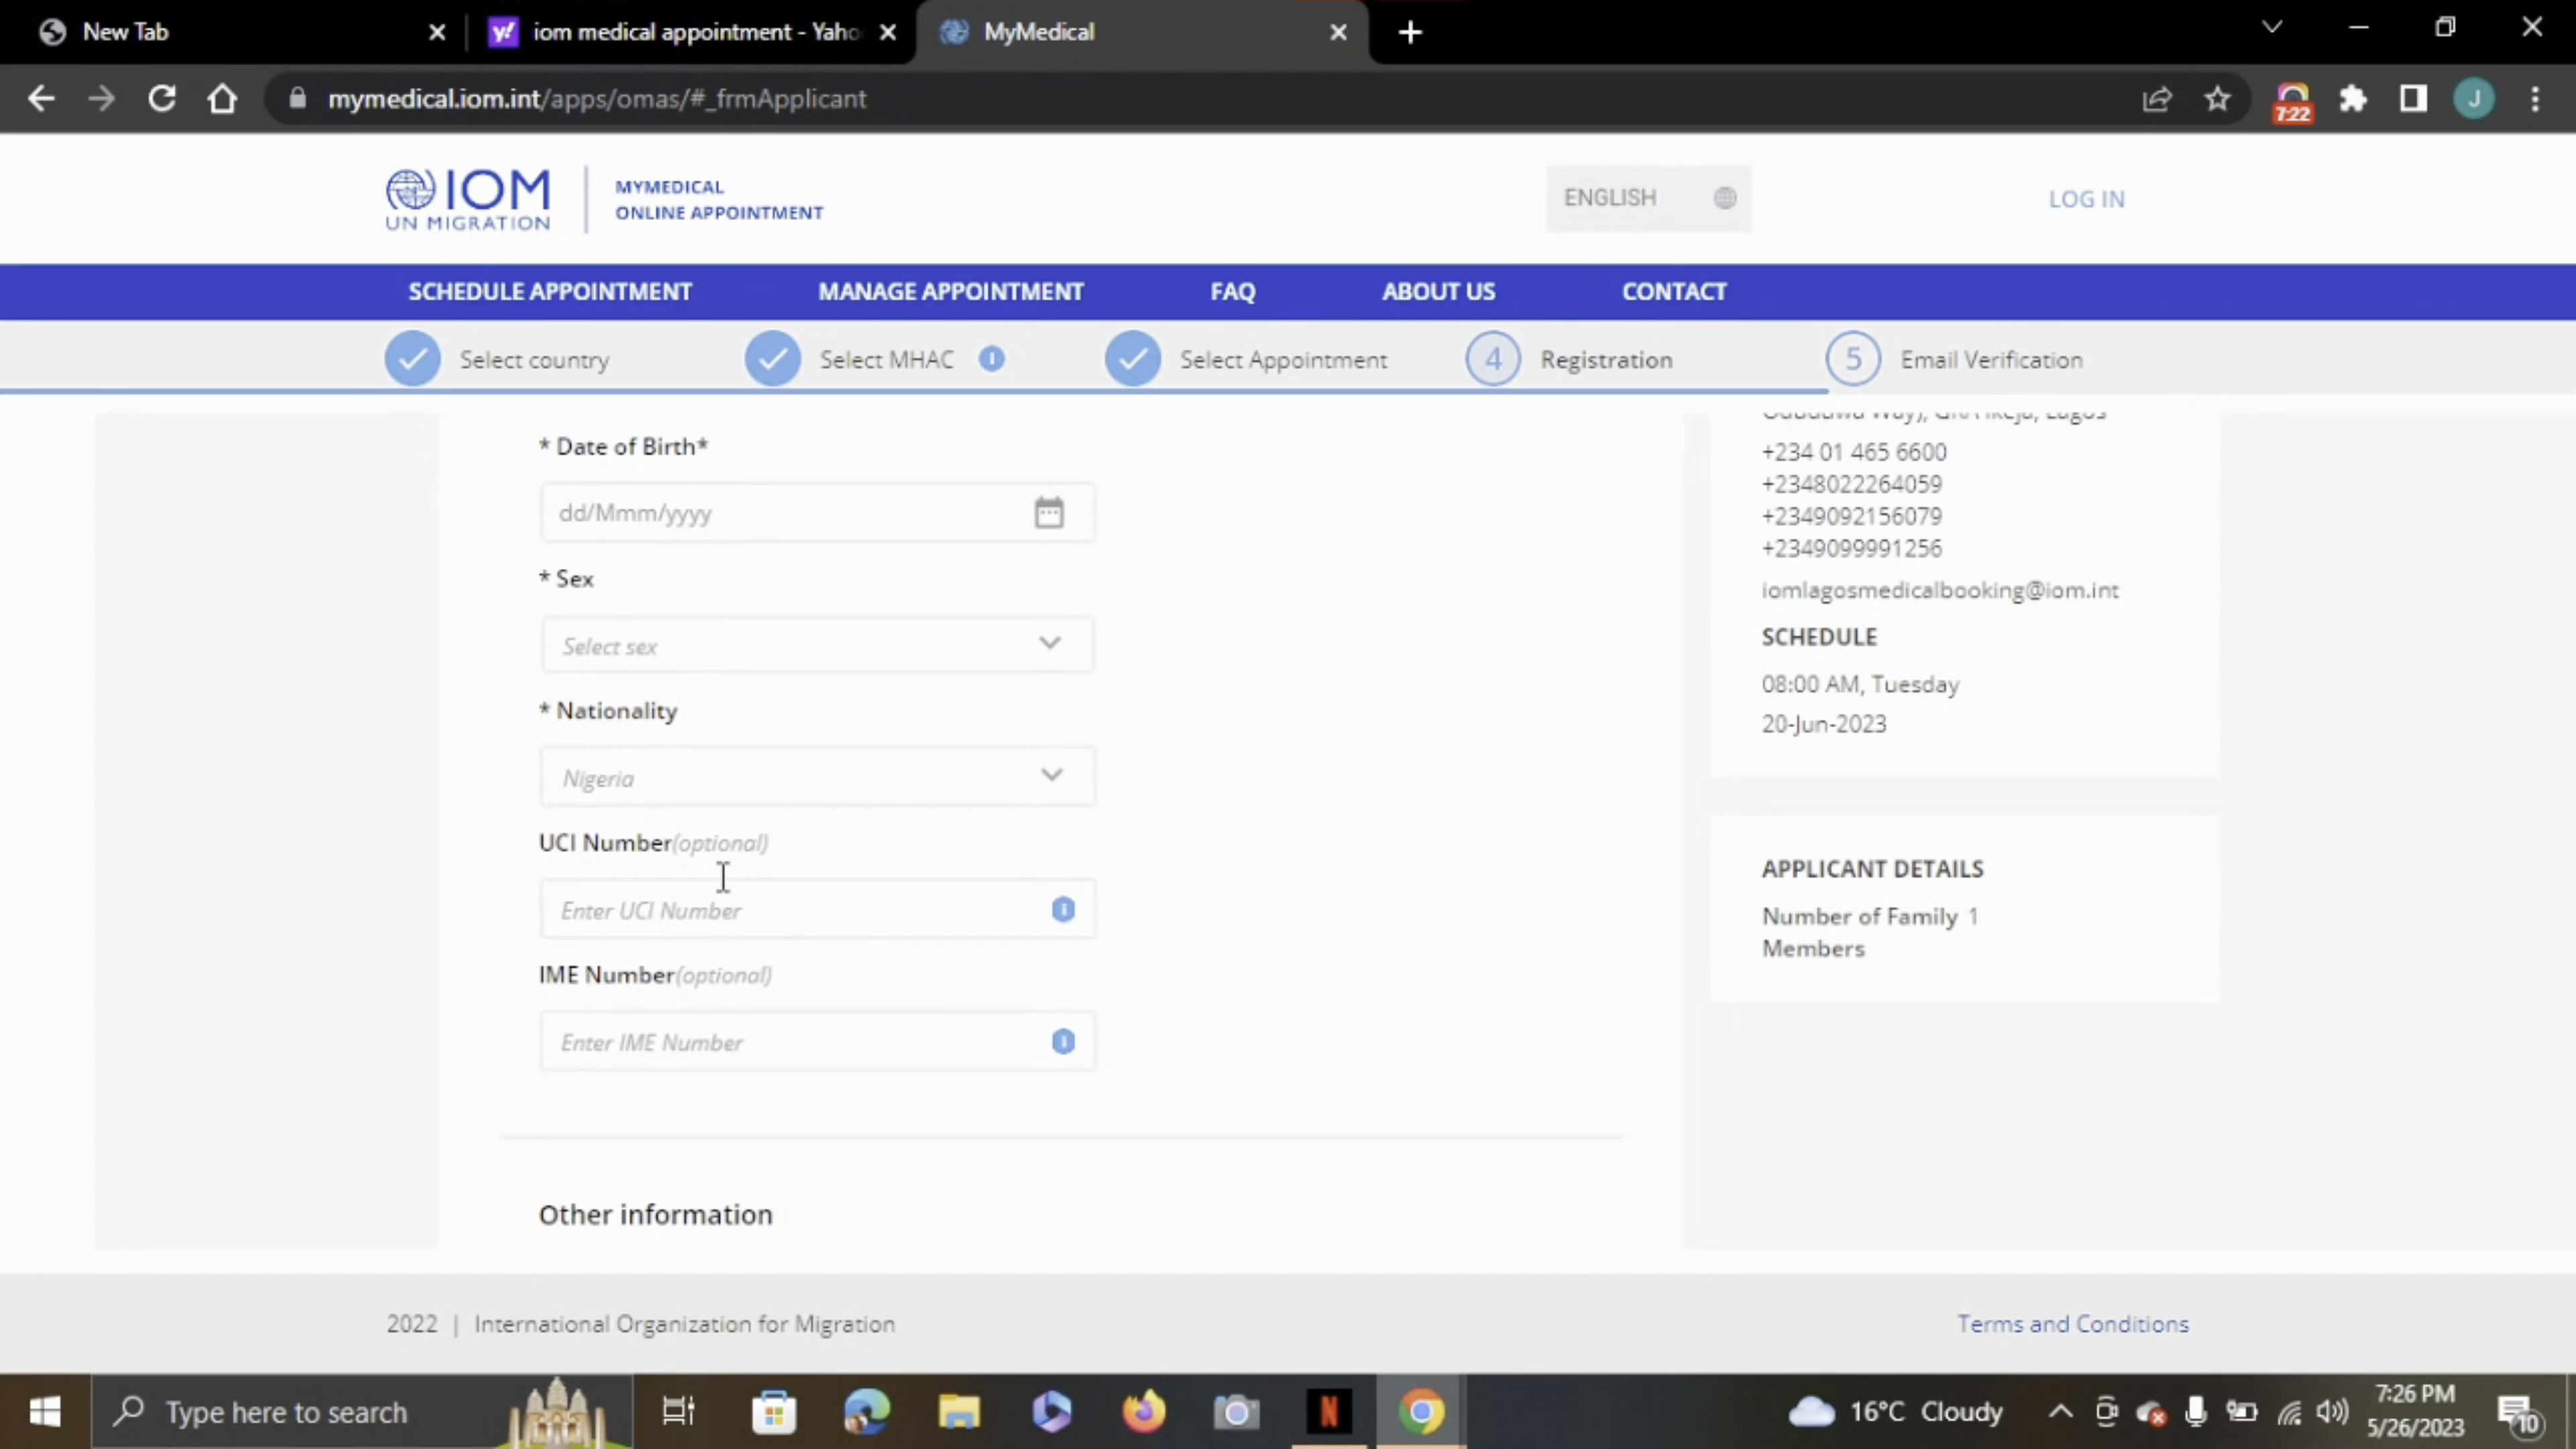 New Tab
iom medical appointment - Yaho
MyMedical
mymedical.iom.int/apps/omas/#_frmApplicant
7:22
J
IOM
UN MIGRATION
MYMEDICAL
ONLINE APPOINTMENT
ENGLISH
LOG IN
SCHEDULE APPOINTMENT
MANAGE APPOINTMENT
FAQ
ABOUT US
CONTACT
Select country
Select MHAC
Select Appointment
4 Registration
5 Email Verification
* Date of Birth*
dd/Mmm/yyyy
* Sex
Select sex
* Nationality
Nigeria
UCI Number(optional)
Enter UCI Number
IME Number(optional)
Enter IME Number
Other information
Lagos
+234 01 465 6600
+2348022264059
+2349092156079
+2349099991256
iomlagosmedicalbooking@iom.int
SCHEDULE
08:00 AM, Tuesday
20-Jun-2023
APPLICANT DETAILS
Number of Family 1
Members
2022 | International Organization for Migration
Terms and Conditions
Type here to search
16°C Cloudy
7:26 PM
5/26/2023
10